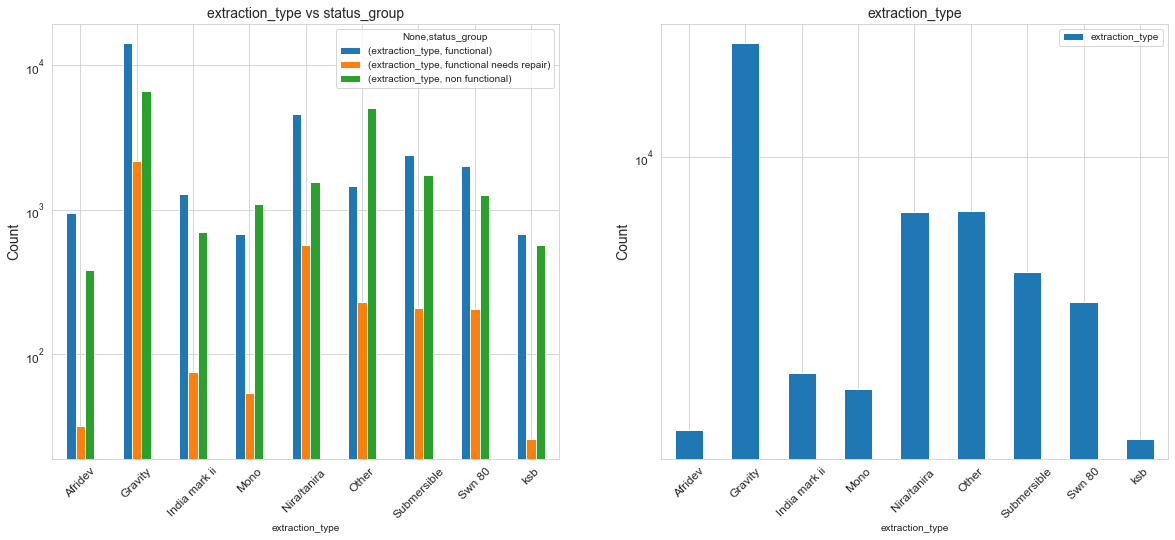 extraction_type vs status_group
None,status_group
(extraction_type, functional)
(extraction_type, functional needs repair)
(extraction_type, non functional)
Count
10^4
10^3
10^2
Afridev
Gravity
India mark ii
Mono
Nira/tanira
Other
Submersible
Swn 80
ksb
extraction_type
extraction_type
extraction_type
Count
10^4
Afridev
Gravity
India mark ii
Mono
Nira/tanira
Other
Submersible
Swn 80
ksb
extraction_type